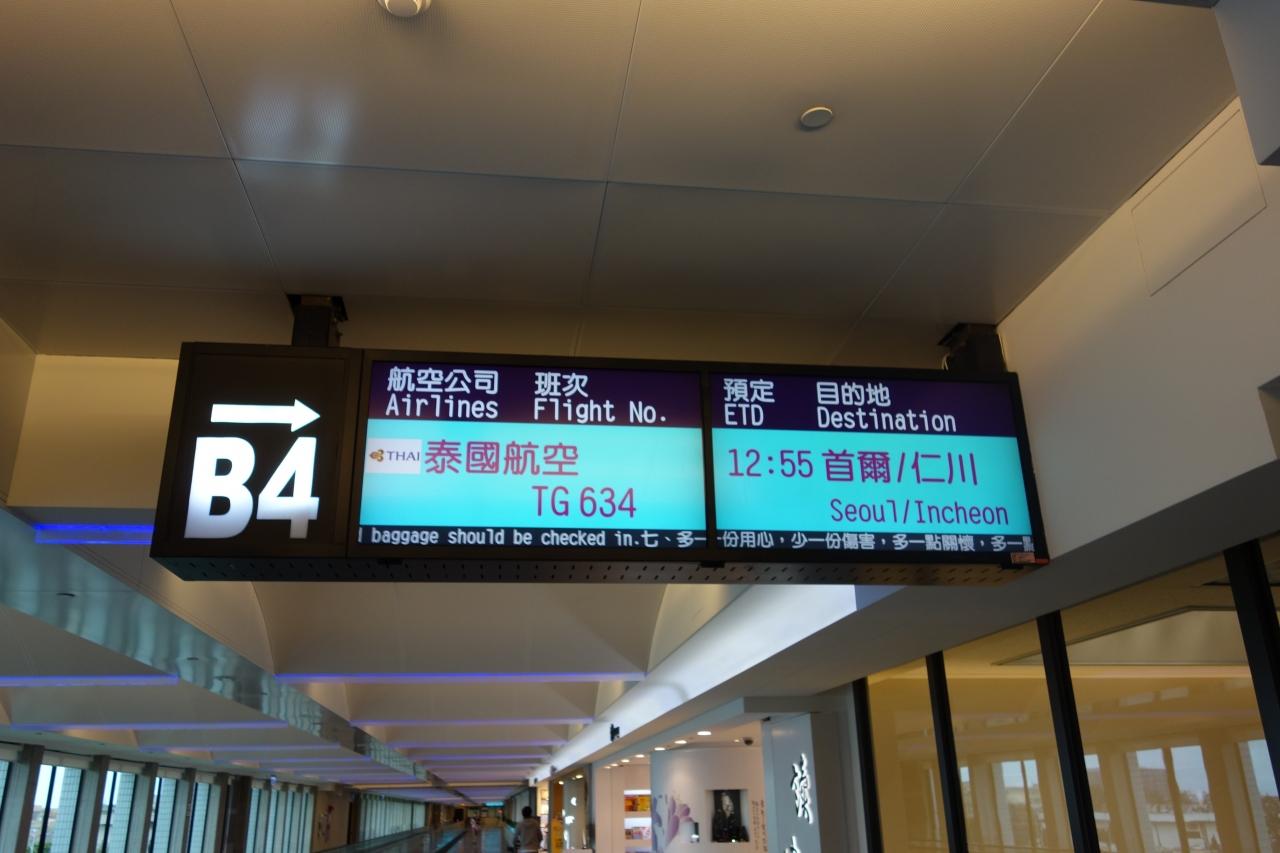 B4
航空公司 班次
Airlines Flight No.
THAI 泰國航空
TG 634
預定 目的地
ETD Destination
12:55 首爾/仁川
Seoul/Incheon
baggage should be checked in.七、多一份用心，少一份傷害，多一點關懷，多一點